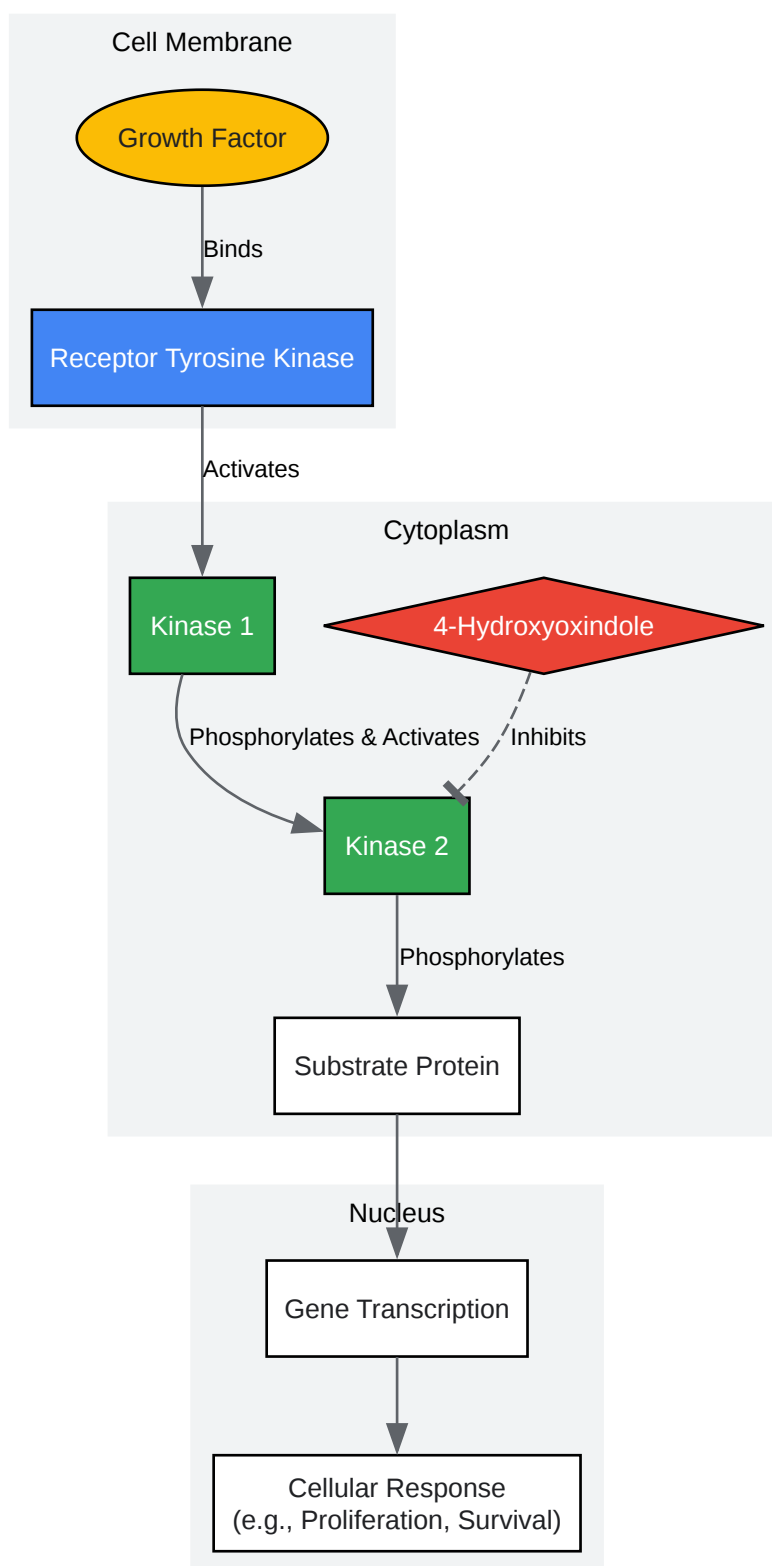 Cell Membrane
Growth Factor
Binds
Receptor Tyrosine Kinase
Activates
Cytoplasm
Kinase 1
4-Hydroxyoxindole
Phosphorylates & Activates
Inhibits
Kinase 2
Phosphorylates
Substrate Protein
Nucleus
Gene Transcription
Cellular Response
(e.g., Proliferation, Survival)